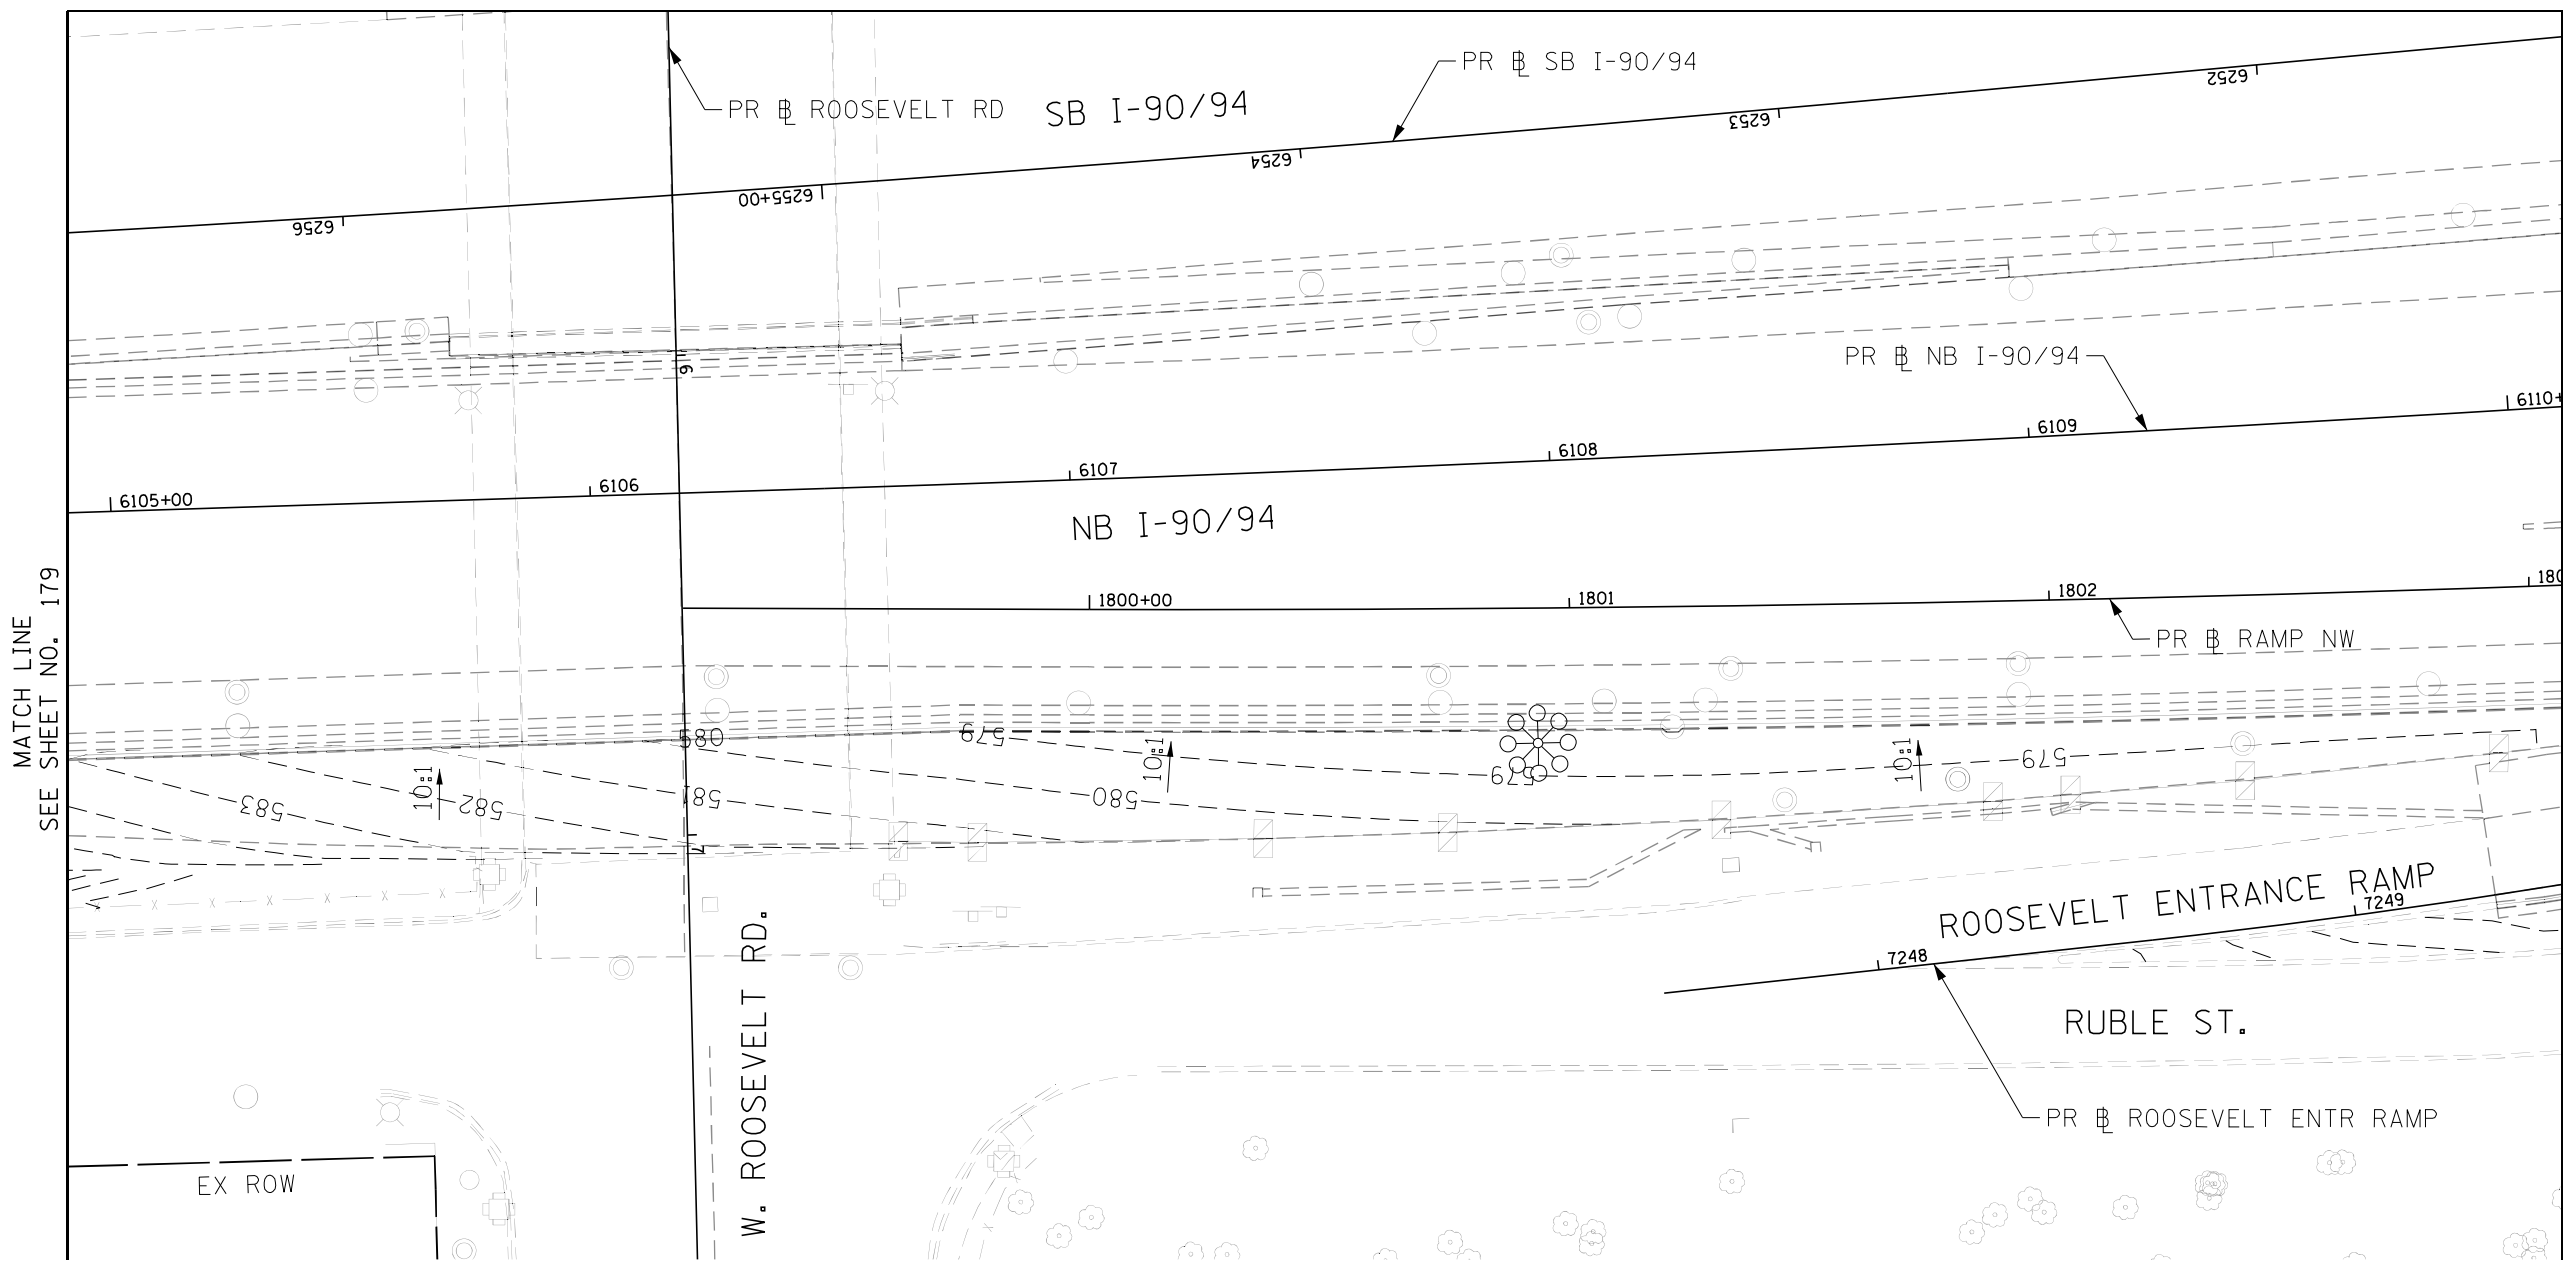 PR ℄ SB I-90/94
6252
PR ℄ ROOSEVELT RD
SB I-90/94
6253
6254
6255+00
6256
PR ℄ NB I-90/94
6
6110+
6109
6108
6107
6106
6105+00
NB I-90/94
MATCH LINE
SEE SHEET NO. 179
1800+00
1801
1802
180
PR ℄ RAMP NW
580
579
10:1
10:1
10:1
579
579
583
582
581
580
7
ROOSEVELT ENTRANCE RAMP
7249
7248
W. ROOSEVELT RD.
RUBLE ST.
PR ℄ ROOSEVELT ENTR RAMP
EX ROW